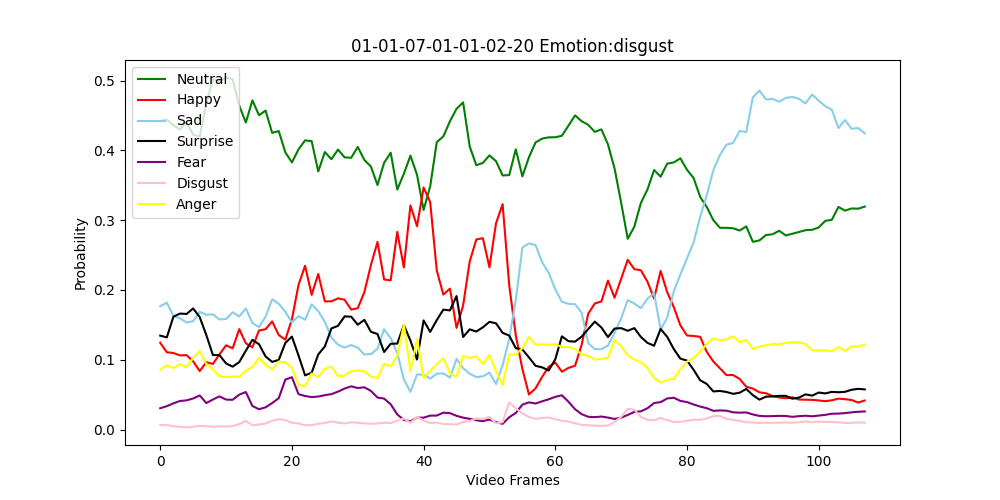 01-01-07-01-01-02-20 Emotion:disgust
Probability
0.5
0.4
0.3
0.2
0.1
0.0
Neutral
Happy
Sad
Surprise
Fear
Disgust
Anger
0 20 40 60 80 100
Video Frames